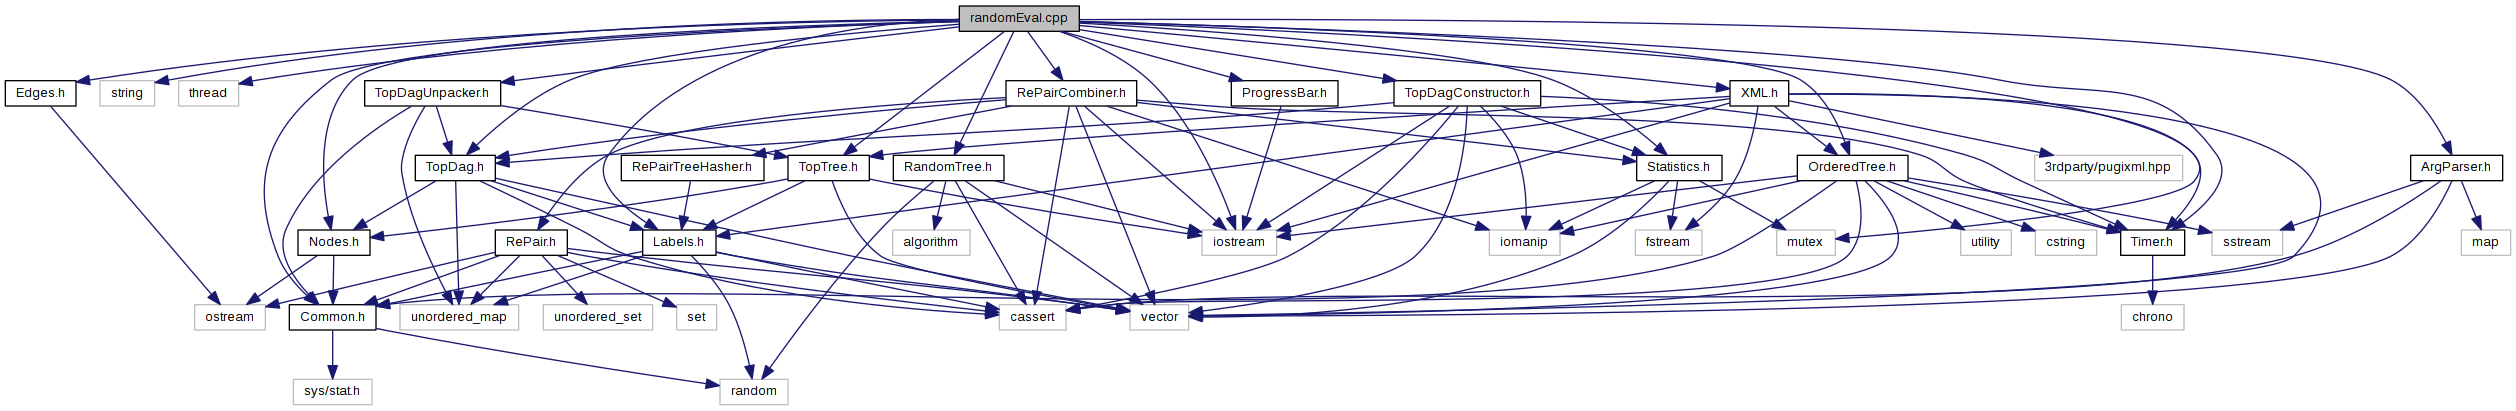 randomEval.cpp
Edges.h
string
thread
TopDagUnpacker.h
RePairCombiner.h
ProgressBar.h
TopDagConstructor.h
XML.h
TopDag.h
RePairTreeHasher.h
TopTree.h
RandomTree.h
Statistics.h
OrderedTree.h
3rdparty/pugixml.hpp
ArgParser.h
Nodes.h
RePair.h
Labels.h
algorithm
iostream
iomanip
fstream
mutex
utility
cstring
Timer.h
sstream
map
ostream
Common.h
unordered_map
unordered_set
set
cassert
vector
chrono
sys/stat.h
random